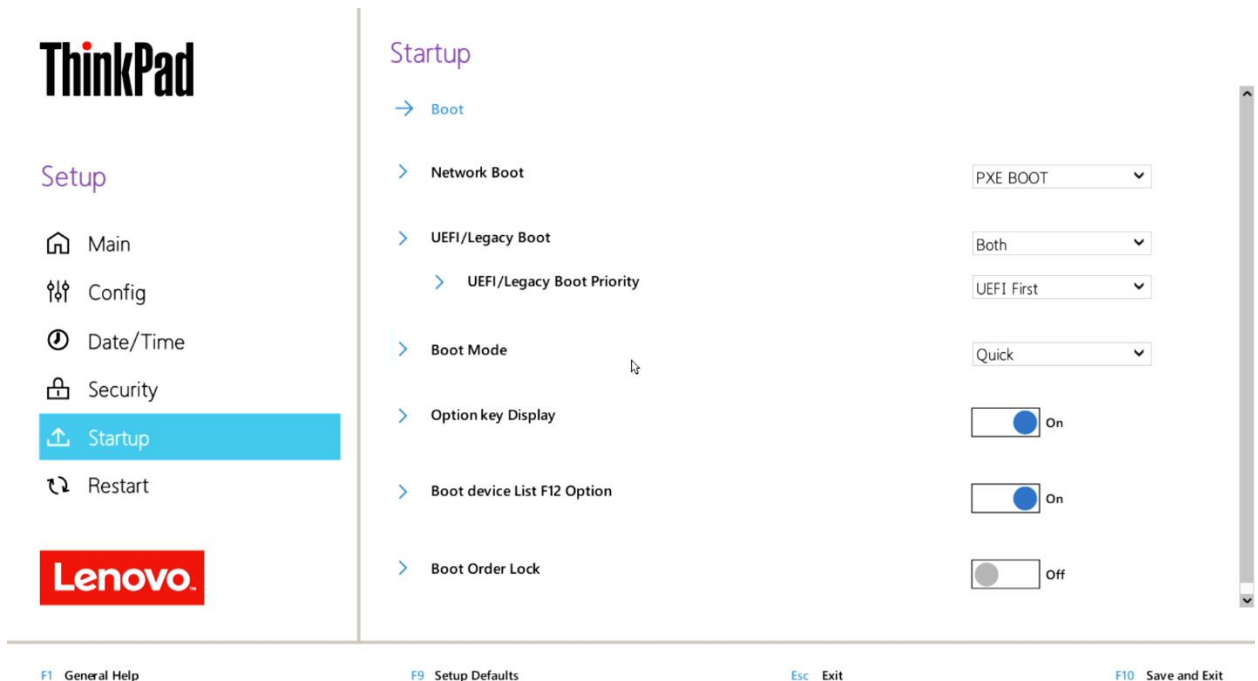 ThinkPad
Setup
Main
Config
Date/Time
Security
Startup
Restart
Lenovo
Startup
Boot
Network Boot PXE BOOT
UEFI/Legacy Boot Both
UEFI/Legacy Boot Priority UEFI First
Boot Mode Quick
Option key Display On
Boot device List F12 Option On
Boot Order Lock Off
F1 General Help F9 Setup Defaults Esc Exit F10 Save and Exit